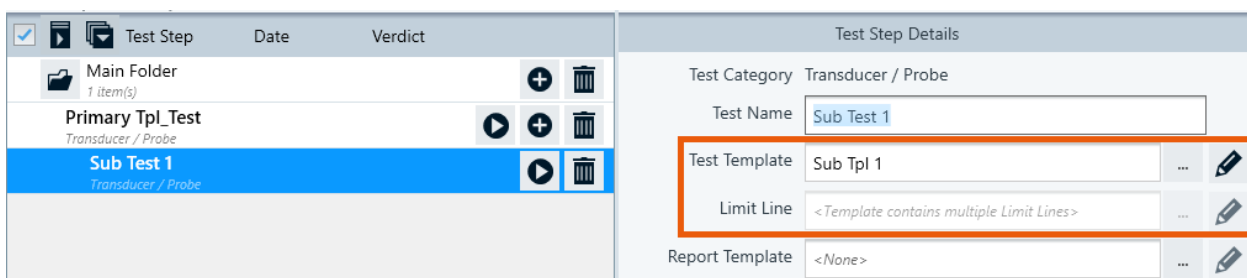 Test Step Date Verdict
Main Folder
1 item(s)
Primary Tpl_Test
Transducer / Probe
Sub Test 1
Transducer / Probe
Test Step Details
Test Category Transducer / Probe
Test Name Sub Test 1
Test Template Sub Tpl 1 ...
Limit Line <Template contains multiple Limit Lines> ...
Report Template <None> ...